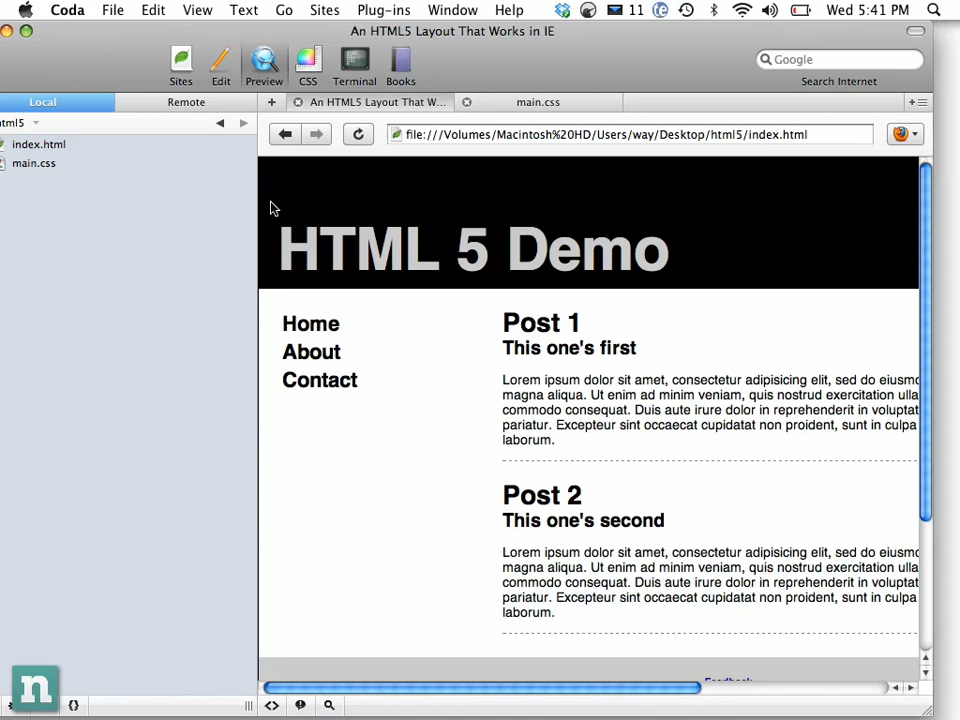 Coda File Edit View Text Go Sites Plug-ins Window Help 11 Wed 5:41 PM
An HTML5 Layout That Works in IE
Google
Sites Edit Preview CSS Terminal Books Search Internet
Local Remote An HTML5 Layout That W... main.css
tml5
file:///Volumes/Macintosh%20HD/Users/way/Desktop/html5/index.html
index.html
main.css
HTML 5 Demo
Home
About
Contact
Post 1
This one's first
Lorem ipsum dolor sit amet, consectetur adipisicing elit, sed do eiusmo
magna aliqua. Ut enim ad minim veniam, quis nostrud exercitation ulla
commodo consequat. Duis aute irure dolor in reprehenderit in voluptat
pariatur. Excepteur sint occaecat cupidatat non proident, sunt in culpa
laborum.
Post 2
This one's second
Lorem ipsum dolor sit amet, consectetur adipisicing elit, sed do eiusmo
magna aliqua. Ut enim ad minim veniam, quis nostrud exercitation ulla
commodo consequat. Duis aute irure dolor in reprehenderit in voluptat
pariatur. Excepteur sint occaecat cupidatat non proident, sunt in culpa
laborum.
Feedback
n
{}